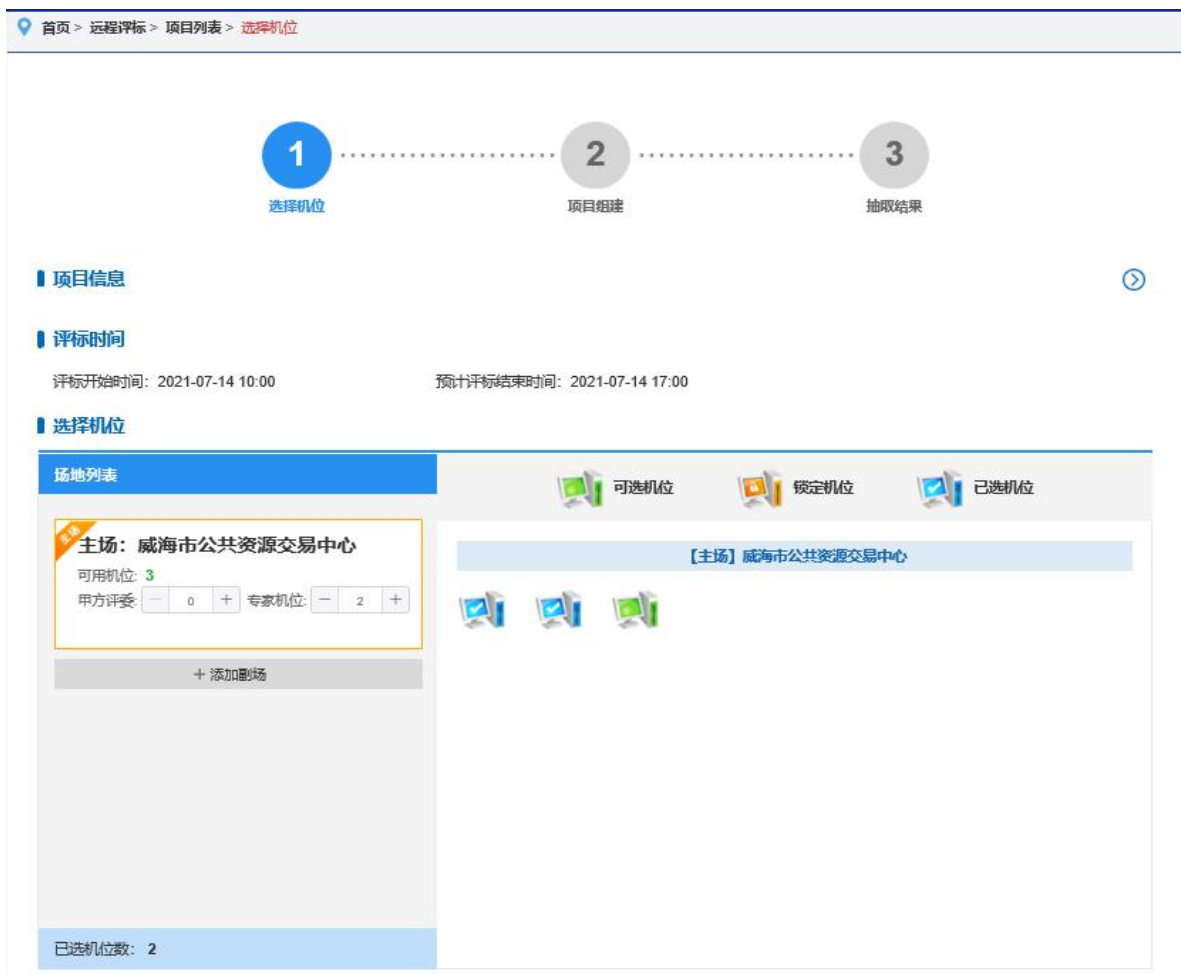 首页 > 远程评标 > 项目列表 > 选择机位
1 2 3
选择机位 项目组建 抽取结果
项目信息
评标时间
评标开始时间：2021-07-14 10:00 预计评标结束时间：2021-07-14 17:00
选择机位
场地列表
可选机位 锁定机位 已选机位
主场
主场：威海市公共资源交易中心
可用机位: 3
甲方评委: － 0 ＋ 专家机位: － 2 ＋
＋ 添加副场
【主场】威海市公共资源交易中心
已选机位数： 2